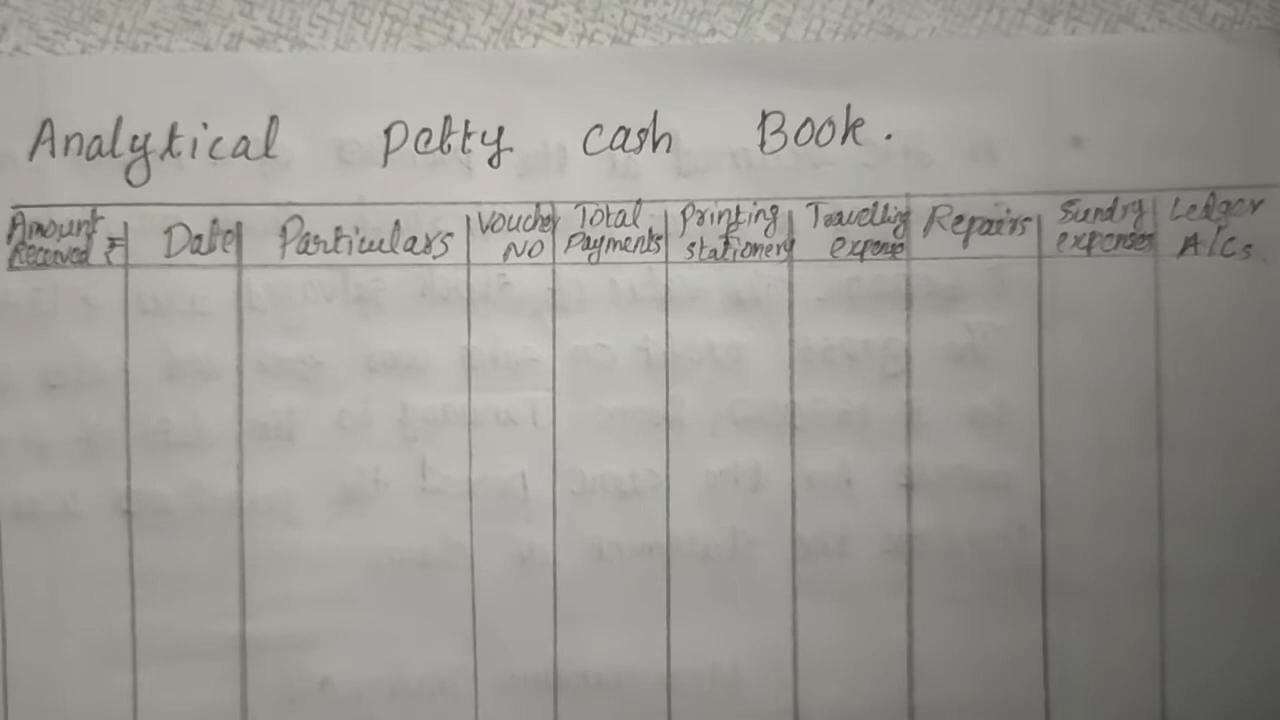 Analytical Petty cash Book.
Amount Received ₹
Date
Particulars
Voucher NO
Total Payments
Printing & stationery
Travelling expense
Repairs
Sundry expenses
Ledger A/Cs.